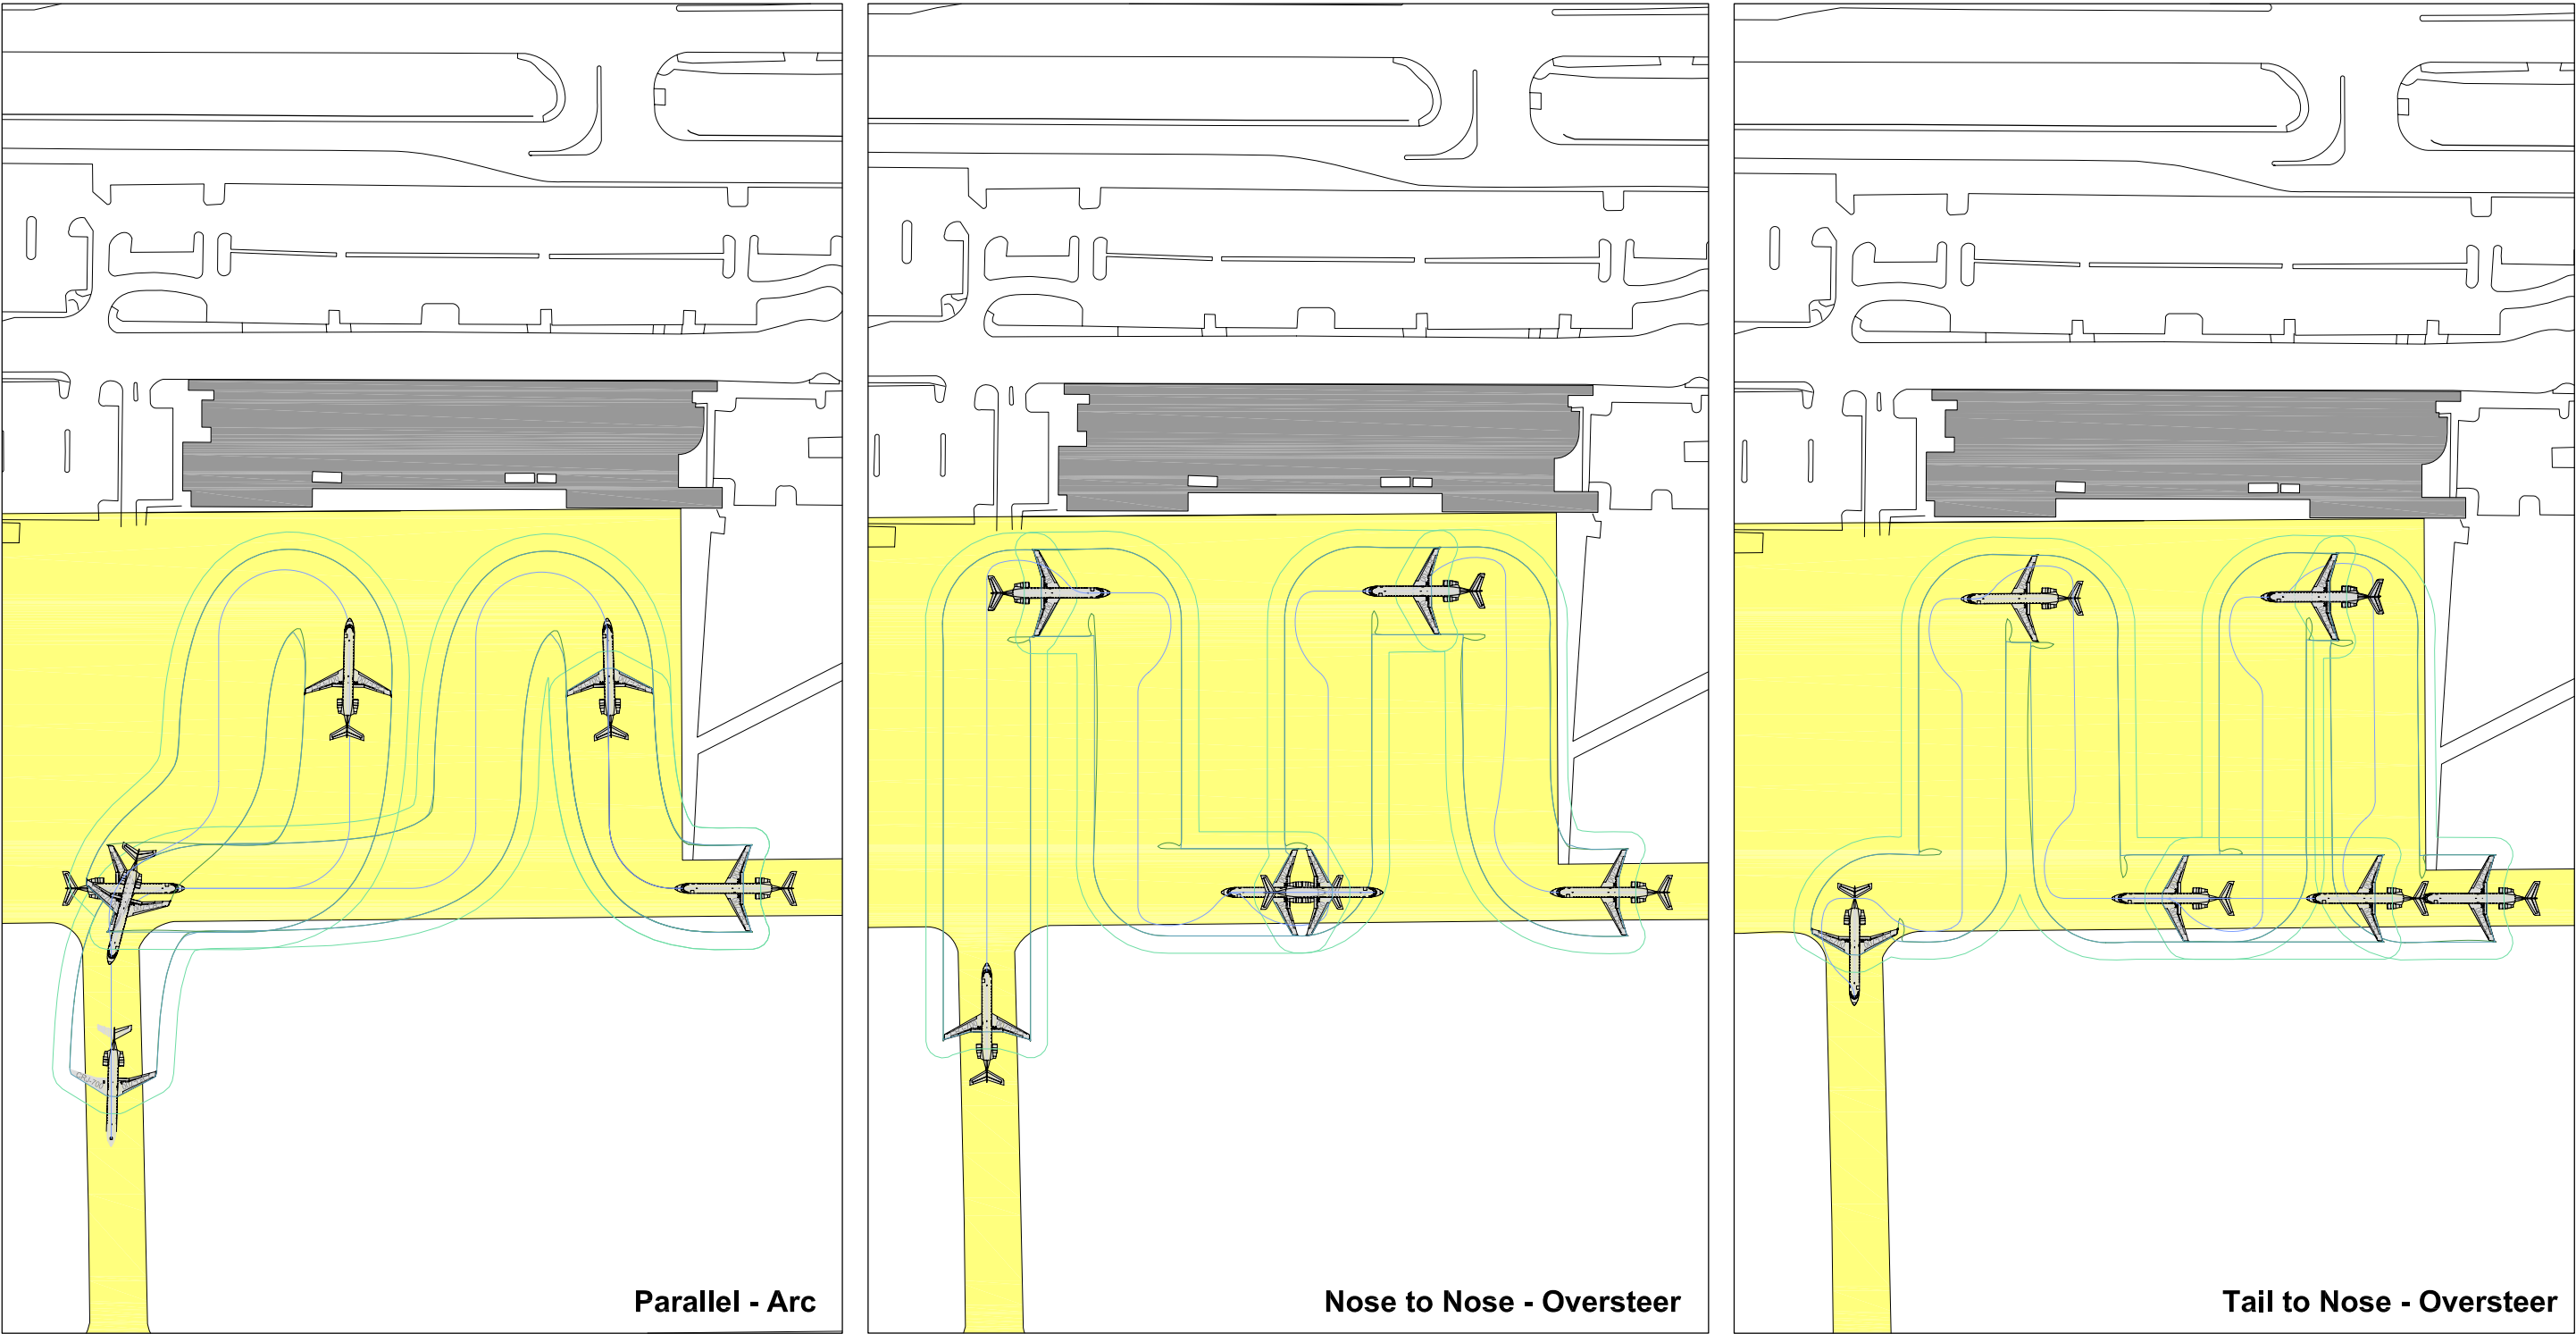 Parallel - Arc
Nose to Nose - Oversteer
Tail to Nose - Oversteer